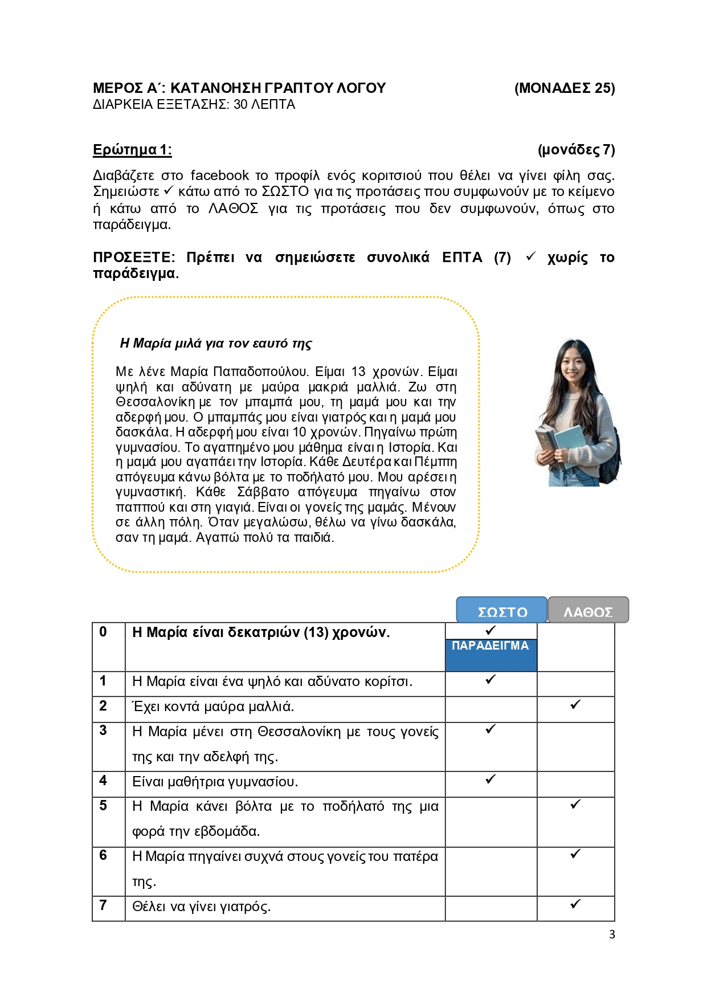 ΜΕΡΟΣ Α΄: ΚΑΤΑΝΟΗΣΗ ΓΡΑΠΤΟΥ ΛΟΓΟΥ (ΜΟΝΑΔΕΣ 25)
ΔΙΑΡΚΕΙΑ ΕΞΕΤΑΣΗΣ: 30 ΛΕΠΤΑ
Ερώτημα 1: (μονάδες 7)
Διαβάζετε στο facebook το προφίλ ενός κοριτσιού που θέλει να γίνει φίλη σας.
Σημειώστε ✓ κάτω από το ΣΩΣΤΟ για τις προτάσεις που συμφωνούν με το κείμενο
ή κάτω από το ΛΑΘΟΣ για τις προτάσεις που δεν συμφωνούν, όπως στο
παράδειγμα.
ΠΡΟΣΕΞΤΕ: Πρέπει να σημειώσετε συνολικά ΕΠΤΑ (7) ✓ χωρίς το
παράδειγμα.
Η Μαρία μιλά για τον εαυτό της
Με λένε Μαρία Παπαδοπούλου. Είμαι 13 χρονών. Είμαι
ψηλή και αδύνατη με μαύρα μακριά μαλλιά. Ζω στη
Θεσσαλονίκη με τον μπαμπά μου, τη μαμά μου και την
αδερφή μου. Ο μπαμπάς μου είναι γιατρός και η μαμά μου
δασκάλα. Η αδερφή μου είναι 10 χρονών. Πηγαίνω πρώτη
γυμνασίου. Το αγαπημένο μου μάθημα είναι η Ιστορία. Και
η μαμά μου αγαπάει την Ιστορία. Κάθε Δευτέρα και Πέμπτη
απόγευμα κάνω βόλτα με το ποδήλατό μου. Μου αρέσει η
γυμναστική. Κάθε Σάββατο απόγευμα πηγαίνω στον
παππού και στη γιαγιά. Είναι οι γονείς της μαμάς. Μένουν
σε άλλη πόλη. Όταν μεγαλώσω, θέλω να γίνω δασκάλα,
σαν τη μαμά. Αγαπώ πολύ τα παιδιά.
ΣΩΣΤΟ ΛΑΘΟΣ
0 Η Μαρία είναι δεκατριών (13) χρονών. ✓
ΠΑΡΑΔΕΙΓΜΑ
1 Η Μαρία είναι ένα ψηλό και αδύνατο κορίτσι. ✓
2 Έχει κοντά μαύρα μαλλιά. ✓
3 Η Μαρία μένει στη Θεσσαλονίκη με τους γονείς ✓
της και την αδελφή της.
4 Είναι μαθήτρια γυμνασίου. ✓
5 Η Μαρία κάνει βόλτα με το ποδήλατό της μια ✓
φορά την εβδομάδα.
6 Η Μαρία πηγαίνει συχνά στους γονείς του πατέρα ✓
της.
7 Θέλει να γίνει γιατρός. ✓
3